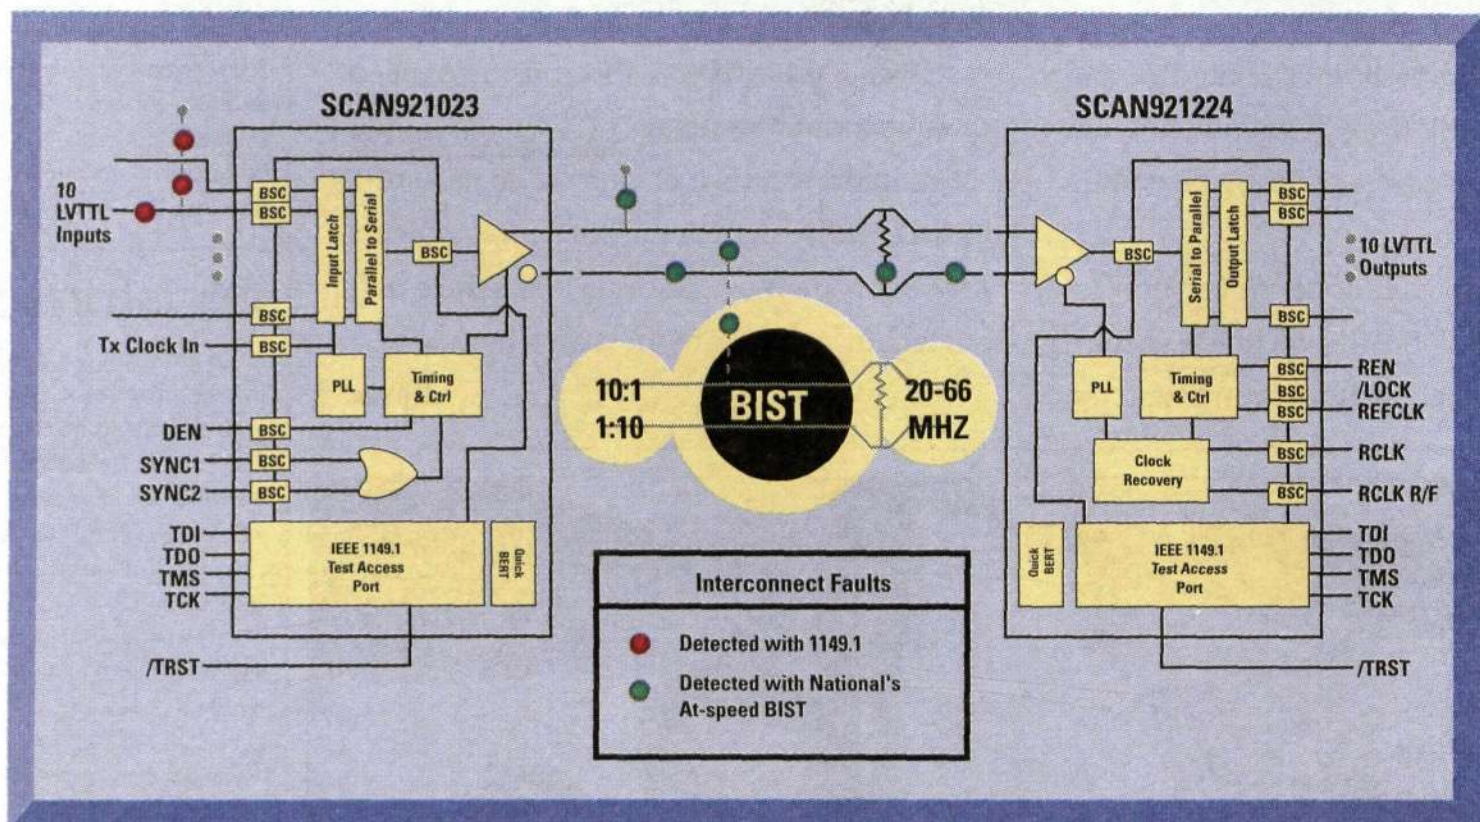 SCAN921023
SCAN921224
10
LVTTL
Inputs
BSC
BSC
Input Latch
Parallel to Serial
BSC
BSC
Tx Clock In
BSC
PLL
Timing
& Ctrl
DEN
BSC
SYNC1
BSC
SYNC2
BSC
TDI
TDO
TMS
TCK
IEEE 1149.1
Test Access
Port
Quick
BERT
/TRST
10:1
1:10
BIST
20-66
MHZ
Interconnect Faults
Detected with 1149.1
Detected with National's
At-speed BIST
BSC
Serial to Parallel
Output Latch
BSC
BSC
10 LVTTL
Outputs
BSC
PLL
Timing
& Ctrl
BSC
REN
BSC
/LOCK
BSC
REFCLK
Clock
Recovery
BSC
RCLK
BSC
RCLK R/F
Quick
BERT
IEEE 1149.1
Test Access
Port
TDI
TDO
TMS
TCK
/TRST